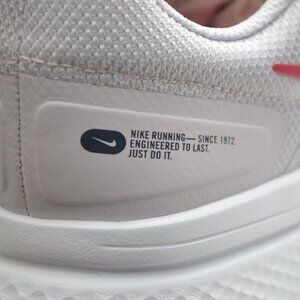 NIKE RUNNING— SINCE 1972.
ENGINEERED TO LAST.
JUST DO IT.